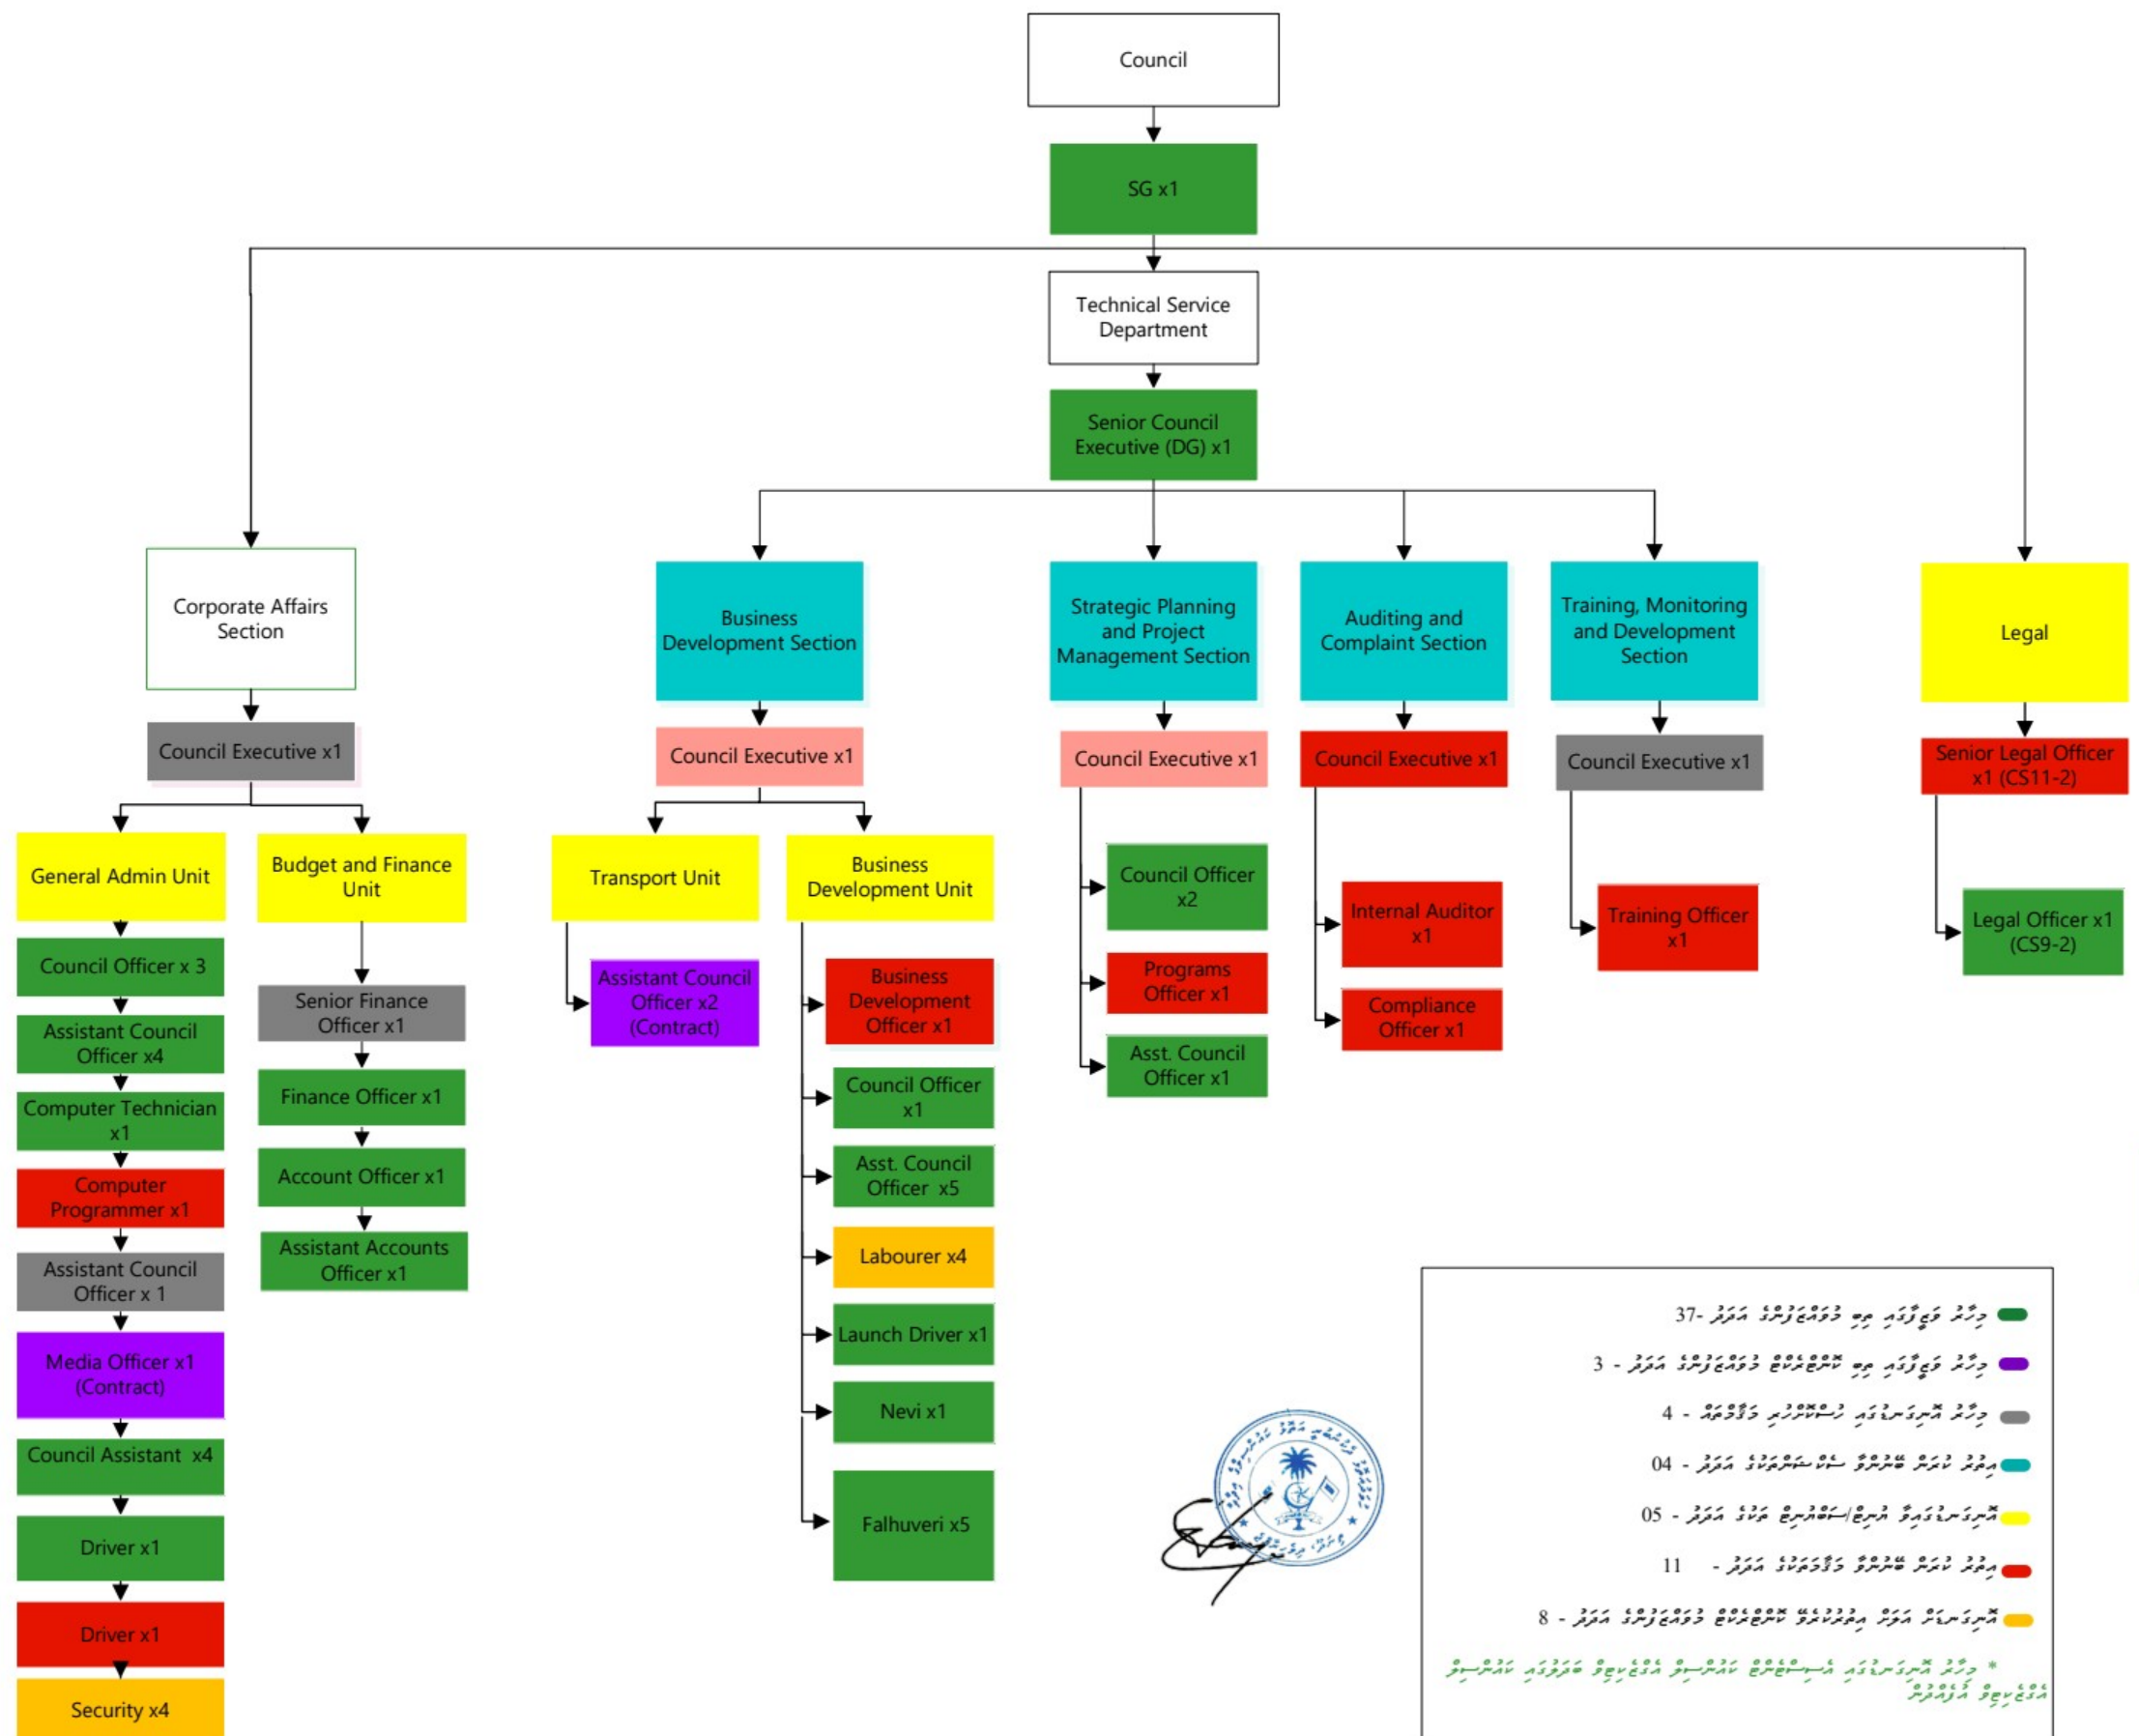 Council
SG x1
Technical Service
Department
Senior Council
Executive (DG) x1
Corporate Affairs
Section
Business
Development Section
Strategic Planning
and Project
Management Section
Auditing and
Complaint Section
Training, Monitoring
and Development
Section
Legal
Council Executive x1
Council Executive x1
Council Executive x1
Council Executive x1
Council Executive x1
Senior Legal Officer
x1 (CS11-2)
General Admin Unit
Council Officer x 3
Assistant Council
Officer x4
Computer Technician
x1
Computer
Programmer x1
Assistant Council
Officer x 1
Media Officer x1
(Contract)
Council Assistant x4
Driver x1
Driver x1
Security x4
Budget and Finance
Unit
Senior Finance
Officer x1
Finance Officer x1
Account Officer x1
Assistant Accounts
Officer x1
Transport Unit
Assistant Council
Officer x2
(Contract)
Business
Development Unit
Business
Development
Officer x1
Council Officer
x1
Asst. Council
Officer x5
Labourer x4
Launch Driver x1
Nevi x1
Falhuveri x5
Council Officer
x2
Programs
Officer x1
Asst. Council
Officer x1
Internal Auditor
x1
Compliance
Officer x1
Training Officer
x1
Legal Officer x1
(CS9-2)
މިހާރު ވަޒީފާގައި ތިބި މުވައްޒަފުންގެ އަދަދު -37
މިހާރު ވަޒީފާގައި ތިބި ކޮންޓްރެކްޓް މުވައްޒަފުންގެ އަދަދު - 3
މިހާރު އޮނިގަނޑުގައި ހުސްކޮށްހުރި މަޤާމްތައް - 4
އިތުރު ކުރަން ބޭނުންވާ ސެކްޝަންތަކުގެ އަދަދު - 04
އޮނިގަނޑުގައިވާ ޔުނިޓް/ސަބްޔުނިޓް ތަކުގެ އަދަދު - 05
އިތުރު ކުރަން ބޭނުންވާ މަޤާމަތަކުގެ އަދަދު - 11
އޮނިގަނޑަށް އަލަށް އިތުރުކުރެވޭ ކޮންޓްރެކްޓް މުވައްޒަފުންގެ އަދަދު - 8
* މިހާރު އޮނިގަނޑުގައި އެސިސްޓެންޓް ކައުންސިލް އެގްޒެކިޓިވް ބަދަލުގައި ކައުންސިލް
އެގްޒެކިޓިވް އުފެއްދުން